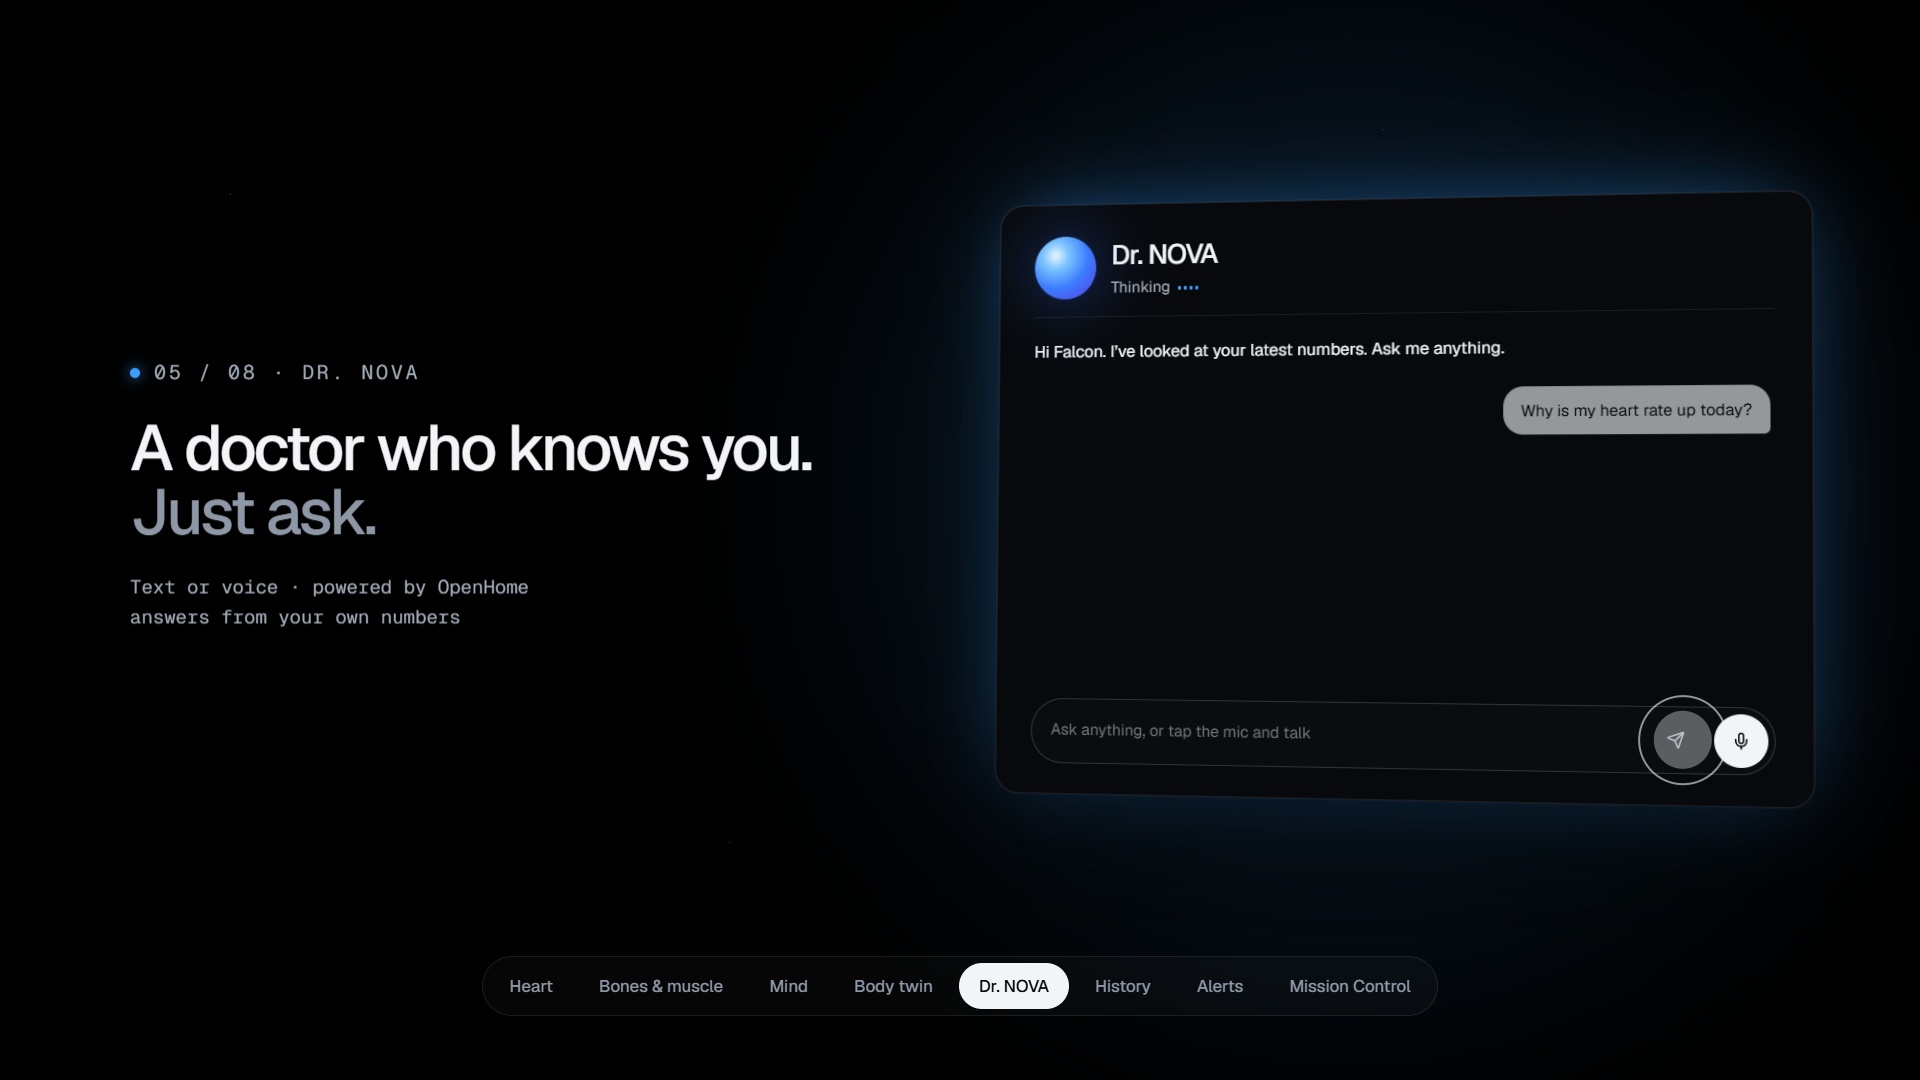 05 / 08 · DR. NOVA
A doctor who knows you.
Just ask.
Text or voice · powered by OpenHome
answers from your own numbers
Dr. NOVA
Thinking
Hi Falcon. I've looked at your latest numbers. Ask me anything.
Why is my heart rate up today?
Ask anything, or tap the mic and talk
Heart Bones & muscle Mind Body twin Dr. NOVA History Alerts Mission Control